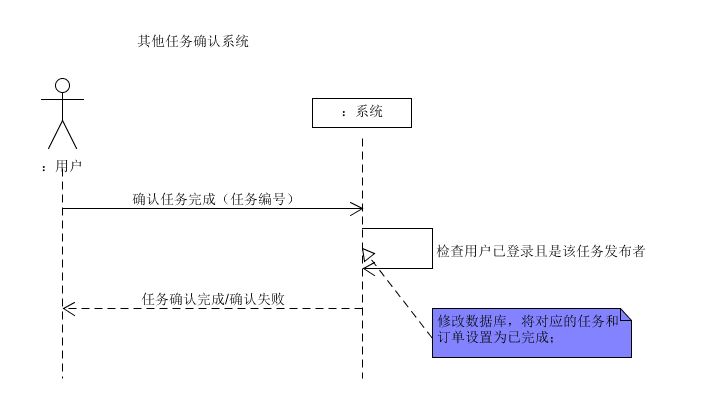 其他任务确认系统
：系统
：用户
确认任务完成（任务编号）
检查用户已登录且是该任务发布者
任务确认完成/确认失败
修改数据库，将对应的任务和
订单设置为已完成；